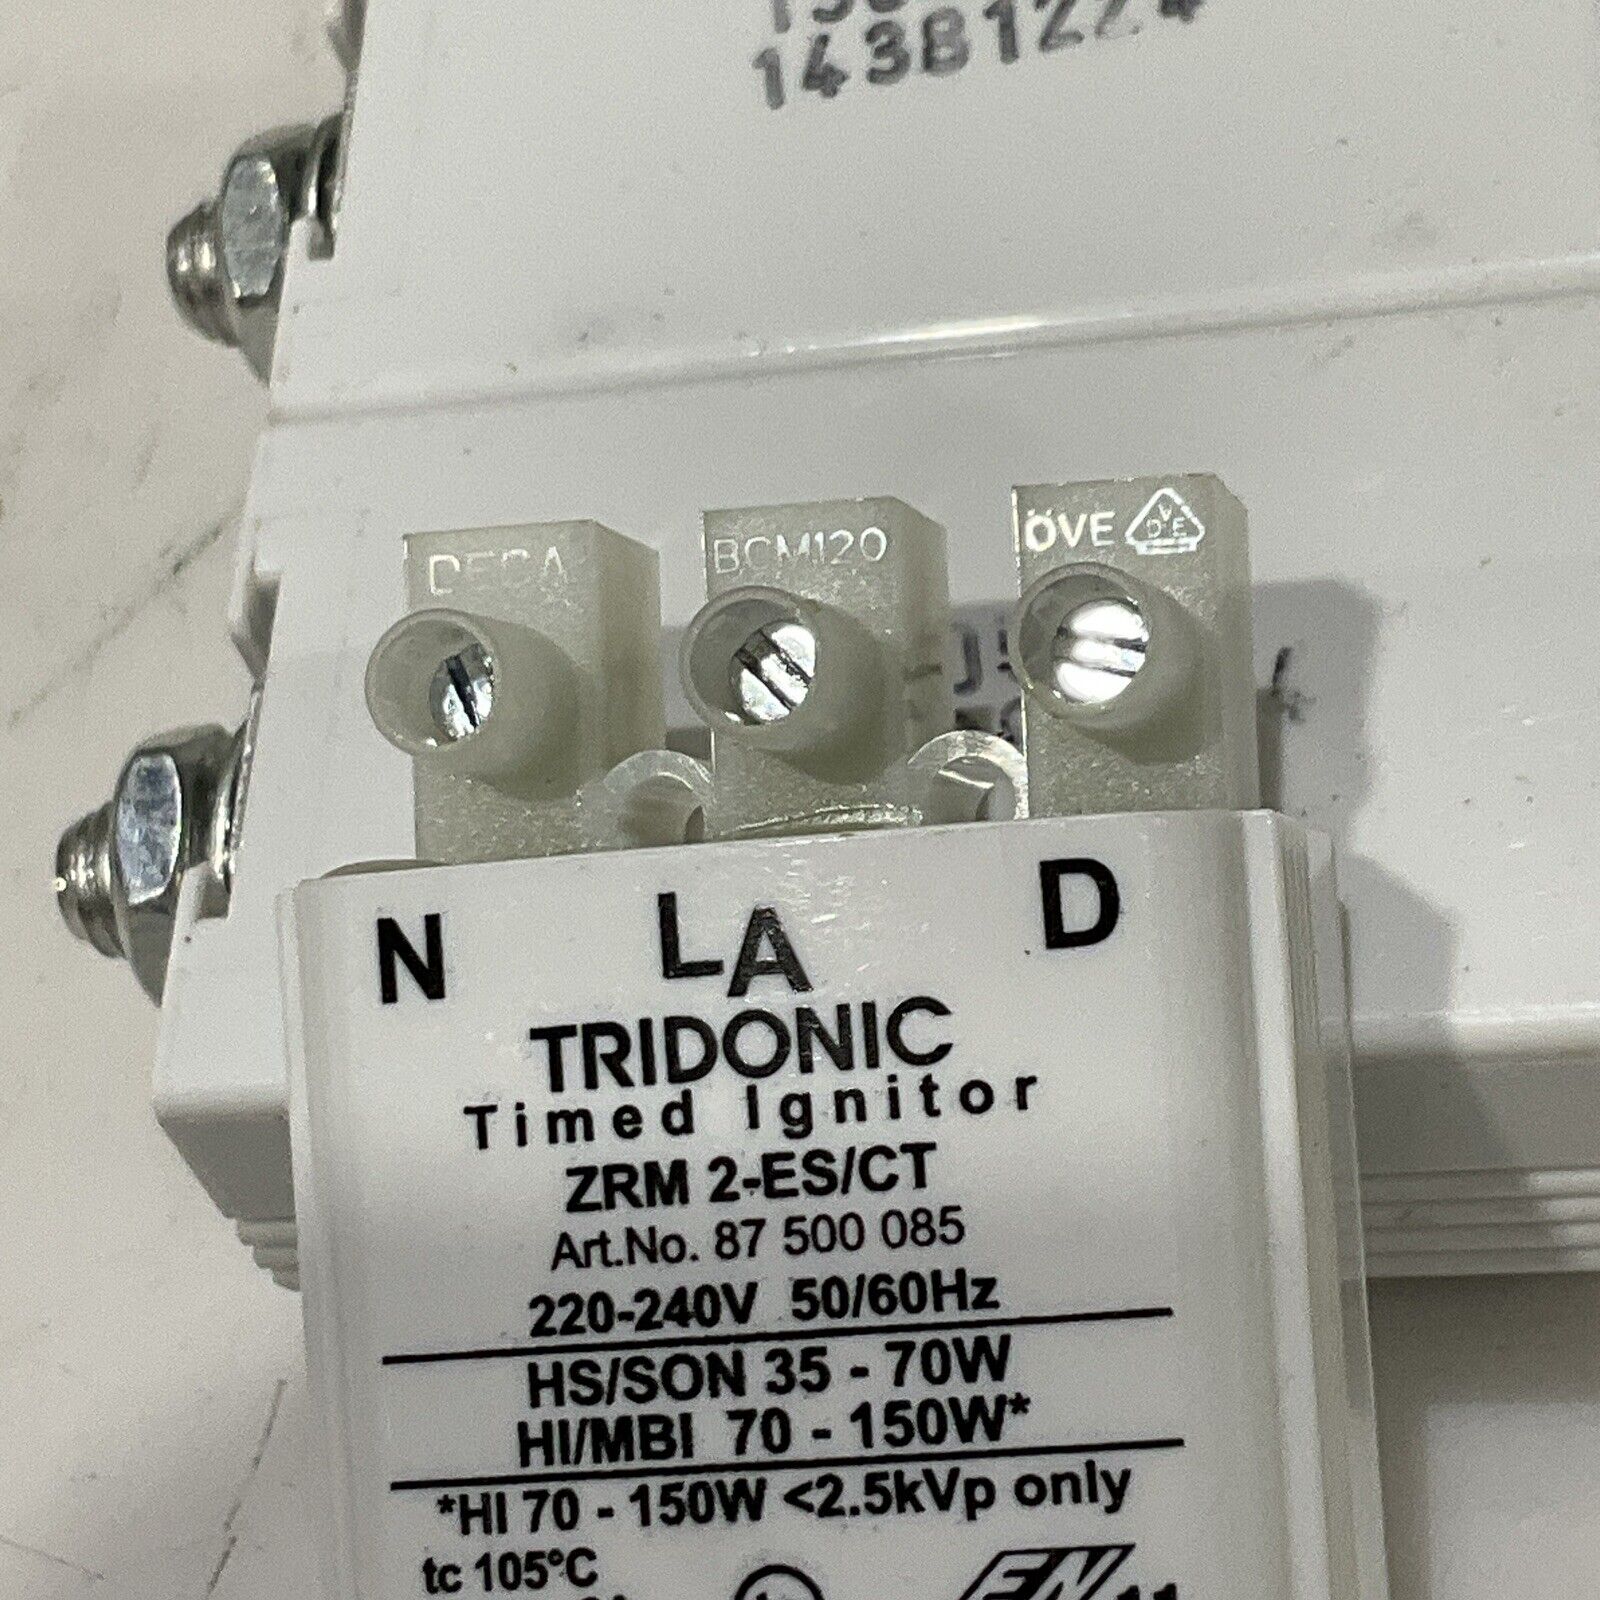 DECA
BCM120
ÖVE
N
LA
D
TRIDONIC
Timed Ignitor
ZRM 2-ES/CT
Art.No. 87 500 085
220-240V 50/60Hz
HS/SON 35 - 70W
HI/MBI 70 - 150W*
*HI 70 - 150W <2.5kVp only
tc 105°C